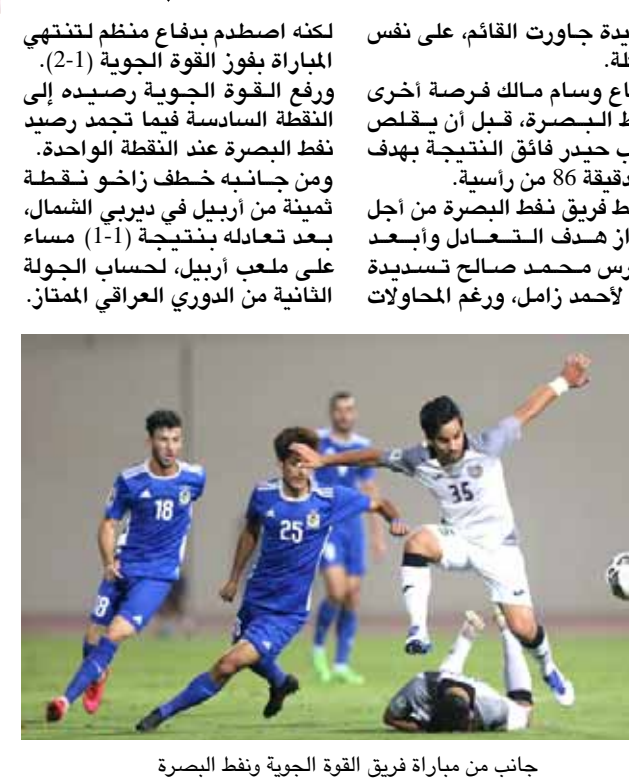 يدة جاورت القائم، على نفس
اع وسام مالك فرصة أخرى
ط البصرة، قبل أن يقلص
ب حيدر فائق النتيجة بهدف
دقيقة 86 من رأسية.
ط فريق نفط البصرة من أجل
از هدف التعادل وأبعد
رس محمد صالح تسديدة
لأحمد زامل، ورغم المحاولات
لكنه اصطدم بدفاع منظم لتنتهي
المباراة بفوز القوة الجوية (1-2).
ورفع القوة الجوية رصيده إلى
النقطة السادسة فيما تجمد رصيد
نفط البصرة عند النقطة الواحدة.
ومن جانبه خطف زاخو نقطة
ثمينة من أربيل في ديربي الشمال،
بعد تعادله بنتيجة (1-1) مساء
على ملعب أربيل، لحساب الجولة
الثانية من الدوري العراقي الممتاز.
18
25
35
8
جانب من مباراة فريق القوة الجوية ونفط البصرة